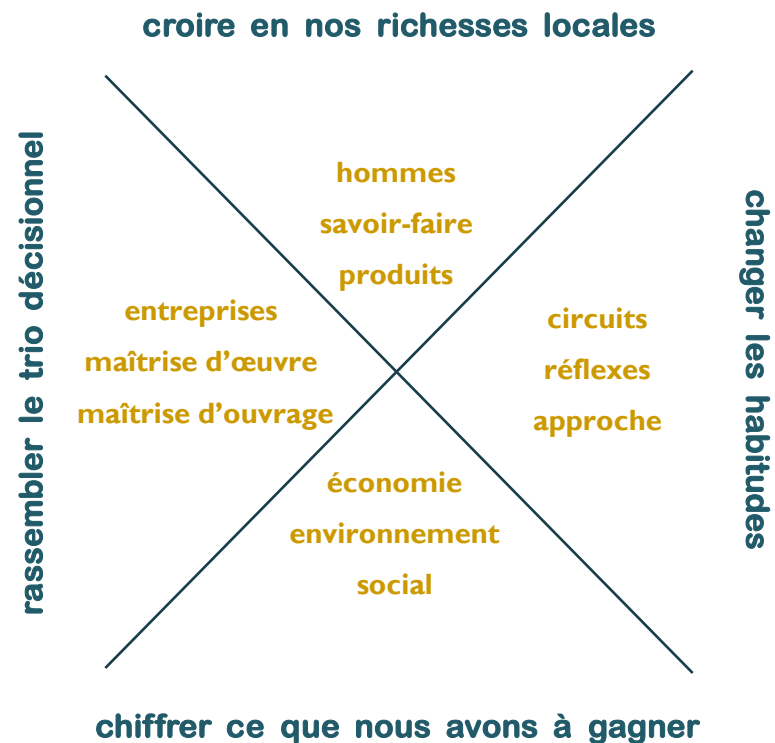 croire en nos richesses locales
rassembler le trio décisionnel
hommes
savoir-faire
produits
entreprises
maîtrise d’œuvre
maîtrise d’ouvrage
circuits
réflexes
approche
changer les habitudes
économie
environnement
social
chiffrer ce que nous avons à gagner